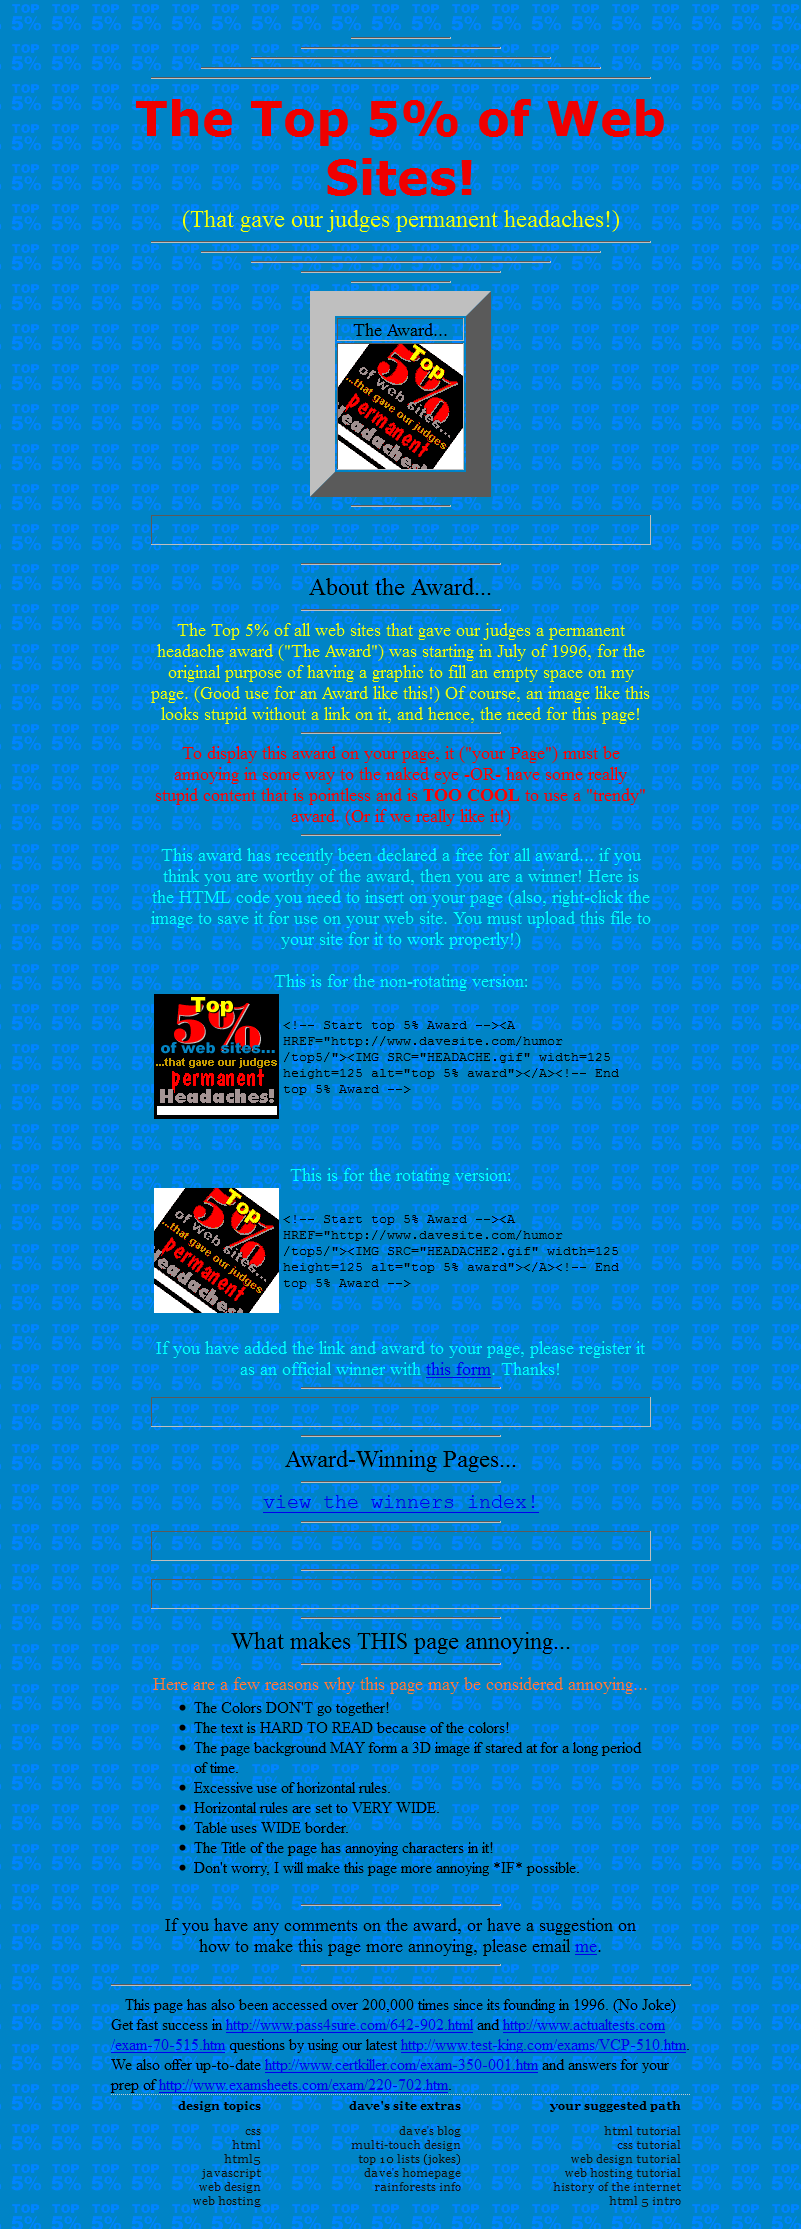 The Top 5% of Web
Sites!
(That gave our judges permanent headaches!)
The Award...
Top
5%
of web sites...
...that gave our judges
permanent
Headaches!
About the Award...
The Top 5% of all web sites that gave our judges a permanent
headache award ("The Award") was starting in July of 1996, for the
original purpose of having a graphic to fill an empty space on my
page. (Good use for an Award like this!) Of course, an image like this
looks stupid without a link on it, and hence, the need for this page!
To display this award on your page, it ("your Page") must be
annoying in some way to the naked eye -OR- have some really
stupid content that is pointless and is TOO COOL to use a "trendy"
award. (Or if we really like it!)
This award has recently been declared a free for all award... if you
think you are worthy of the award, then you are a winner! Here is
the HTML code you need to insert on your page (also, right-click the
image to save it for use on your web site. You must upload this file to
your site for it to work properly!)
This is for the non-rotating version:
Top
5%
of web sites...
...that gave our judges
permanent
Headaches!
<!-- Start top 5% Award --><A
HREF="http://www.davesite.com/humor
/top5/"><IMG SRC="HEADACHE.gif" width=125
height=125 alt="top 5% award"></A><!-- End
top 5% Award -->
This is for the rotating version:
Top
5%
of web sites...
...that gave our judges
permanent
Headaches!
<!-- Start top 5% Award --><A
HREF="http://www.davesite.com/humor
/top5/"><IMG SRC="HEADACHE2.gif" width=125
height=125 alt="top 5% award"></A><!-- End
top 5% Award -->
If you have added the link and award to your page, please register it
as an official winner with this form. Thanks!
Award-Winning Pages...
view the winners index!
What makes THIS page annoying...
Here are a few reasons why this page may be considered annoying...
The Colors DON'T go together!
The text is HARD TO READ because of the colors!
The page background MAY form a 3D image if stared at for a long period
of time.
Excessive use of horizontal rules.
Horizontal rules are set to VERY WIDE.
Table uses WIDE border.
The Title of the page has annoying characters in it!
Don't worry, I will make this page more annoying *IF* possible.
If you have any comments on the award, or have a suggestion on
how to make this page more annoying, please email me.
This page has also been accessed over 200,000 times since its founding in 1996. (No Joke)
Get fast success in http://www.pass4sure.com/642-902.html and http://www.actualtests.com
/exam-70-515.htm questions by using our latest http://www.test-king.com/exams/VCP-510.htm.
We also offer up-to-date http://www.certkiller.com/exam-350-001.htm and answers for your
prep of http://www.examsheets.com/exam/220-702.htm.
design topics
css
html
html5
javascript
web design
web hosting
dave's site extras
dave's blog
multi-touch design
top 10 lists (jokes)
dave's homepage
rainforests info
your suggested path
html tutorial
css tutorial
web design tutorial
web hosting tutorial
history of the internet
html 5 intro